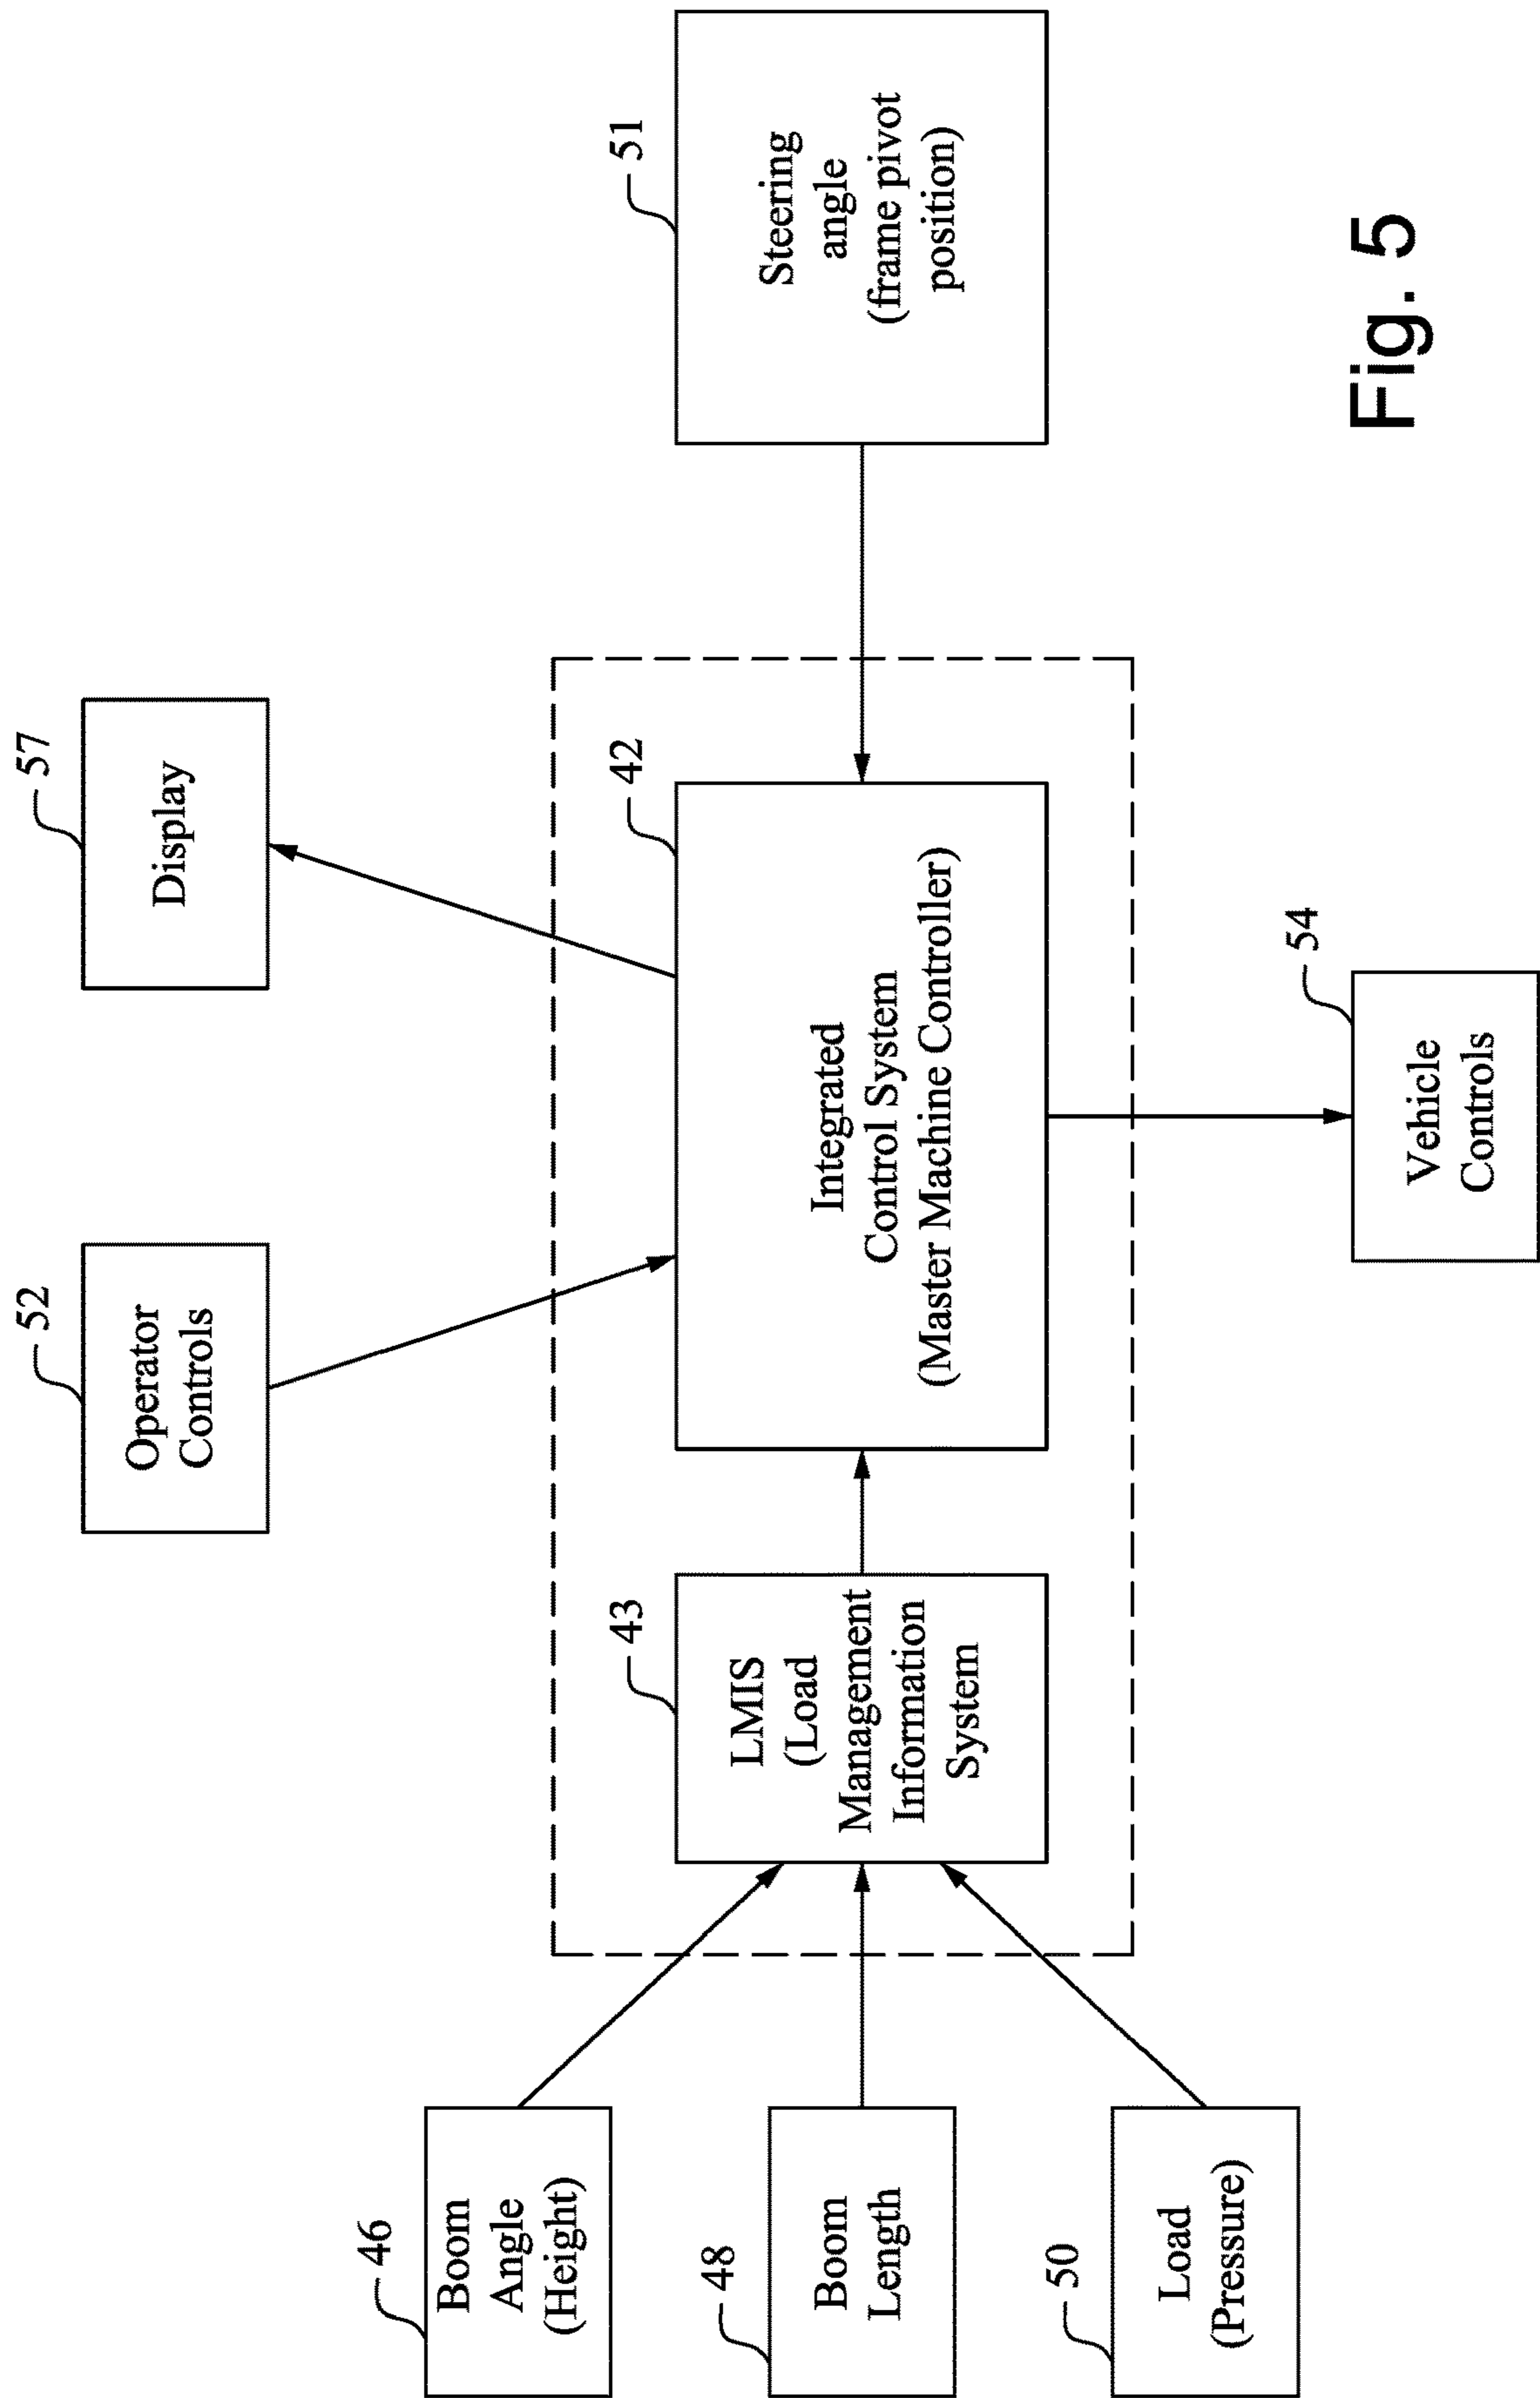 52
Operator
Controls
57
Display
46
Boom
Angle
(Height)
48
Boom
Length
50
Load
(Pressure)
43
LMIS
(Load
Management
Information
System
42
Integrated
Control System
(Master Machine Controller)
51
Steering
angle
(frame pivot
position)
54
Vehicle
Controls
Fig. 5